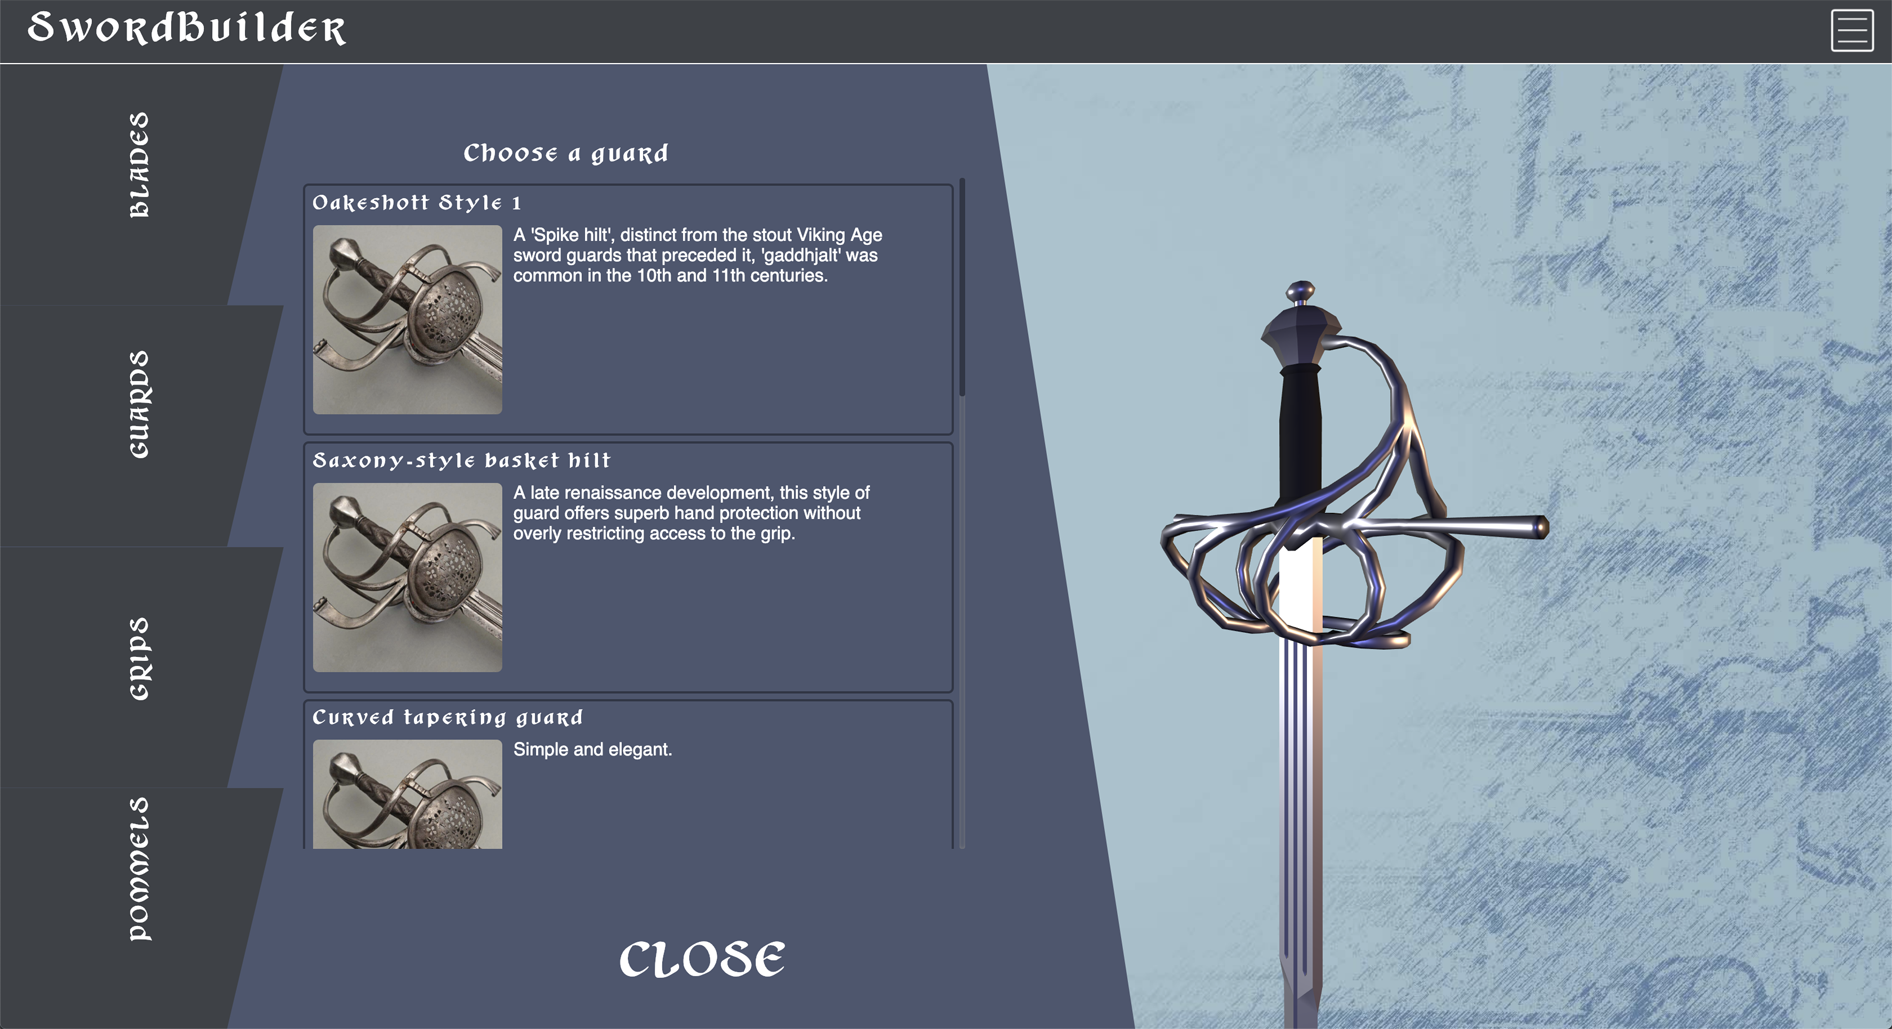 SwordBuilder
BLADES
GUARDS
GRIPS
POMMELS
Choose a guard
Oakeshott Style 1
A 'Spike hilt', distinct from the stout Viking Age
sword guards that preceded it, 'gaddhjalt' was
common in the 10th and 11th centuries.
Saxony-style basket hilt
A late renaissance development, this style of
guard offers superb hand protection without
overly restricting access to the grip.
Curved tapering guard
Simple and elegant.
CLOSE